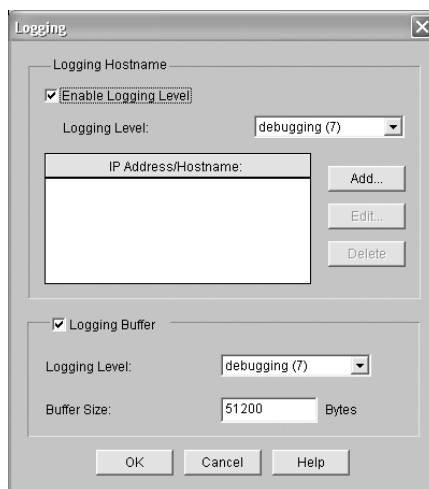 Logging
Logging Hostname
Enable Logging Level
Logging Level:
debugging (7)
IP Address/Hostname:
Add...
Edit...
Delete
Logging Buffer
Logging Level:
debugging (7)
Buffer Size:
51200
Bytes
OK
Cancel
Help